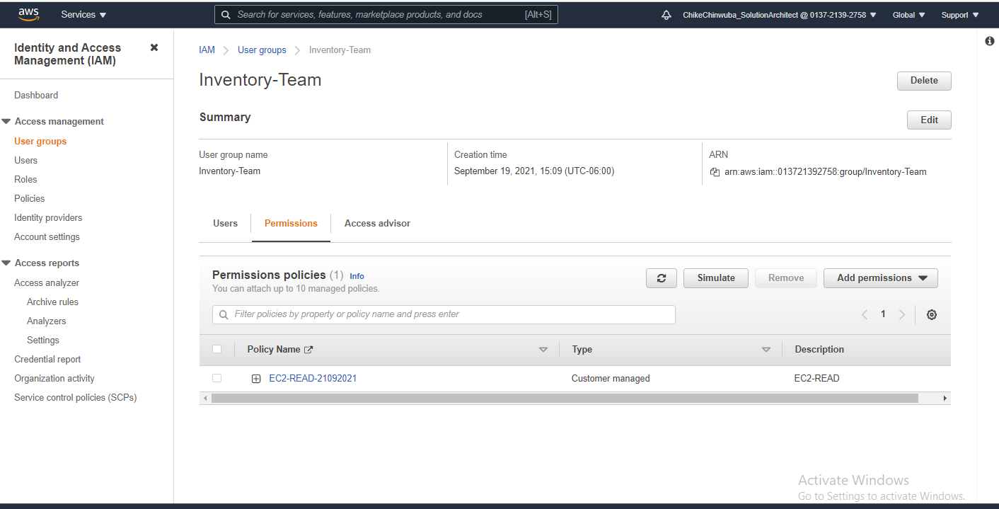 aws
Services
Search for services, features, marketplace products, and docs [Alt+S]
ChikeChinwuba_SolutionArchitect @ 0137-2139-2758
Global
Support
Identity and Access
Management (IAM)
Dashboard
Access management
User groups
Users
Roles
Policies
Identity providers
Account settings
Access reports
Access analyzer
Archive rules
Analyzers
Settings
Credential report
Organization activity
Service control policies (SCPs)
IAM > User groups > Inventory-Team
Inventory-Team
Delete
Summary
Edit
User group name
Inventory-Team
Creation time
September 19, 2021, 15:09 (UTC-06:00)
ARN
arn:aws:iam::013721392758:group/Inventory-Team
Users Permissions Access advisor
Permissions policies (1) Info
You can attach up to 10 managed policies.
Simulate Remove Add permissions
Filter policies by property or policy name and press enter
1
Policy Name Type Description
EC2-READ-21092021 Customer managed EC2-READ
Activate Windows
Go to Settings to activate Windows.